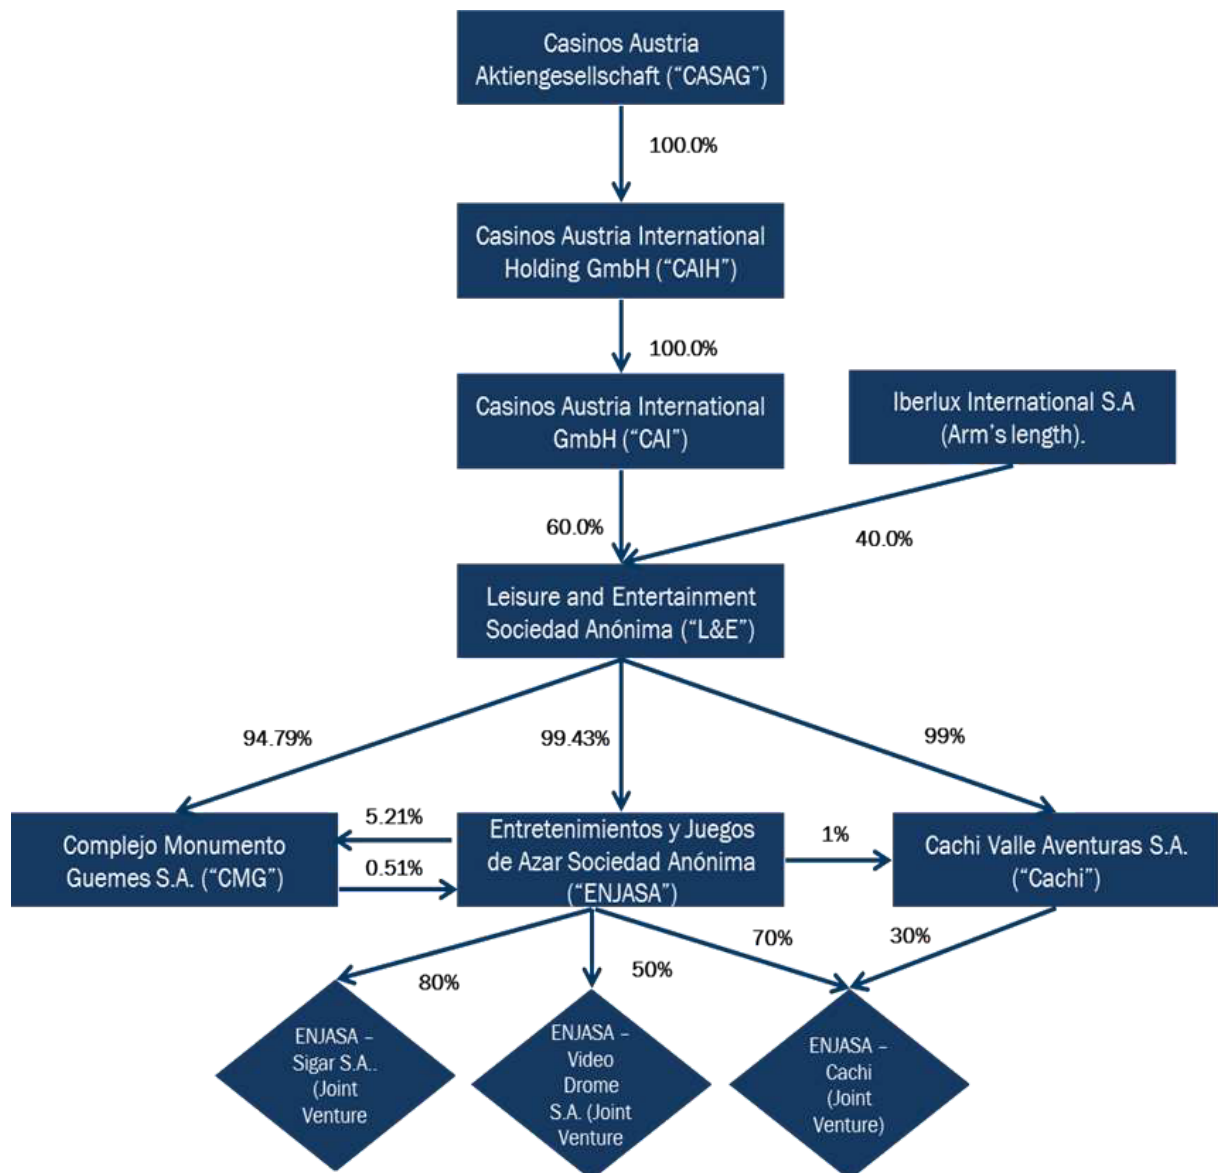 Casinos Austria
Aktiengesellschaft (“CASAG”)
100.0%
Casinos Austria International
Holding GmbH (“CAIH”)
100.0%
Casinos Austria International
GmbH (“CAI”)
Iberlux International S.A
(Arm’s length).
60.0%
40.0%
Leisure and Entertainment
Sociedad Anónima (“L&E”)
94.79%
99.43%
99%
Complejo Monumento
Guemes S.A. (“CMG”)
5.21%
0.51%
Entretenimientos y Juegos
de Azar Sociedad Anónima
(“ENJASA”)
1%
Cachi Valle Aventuras S.A.
(“Cachi”)
80%
50%
70%
30%
ENJASA –
Sigar S.A..
(Joint
Venture
ENJASA –
Video
Drome
S.A. (Joint
Venture
ENJASA –
Cachi
(Joint
Venture)